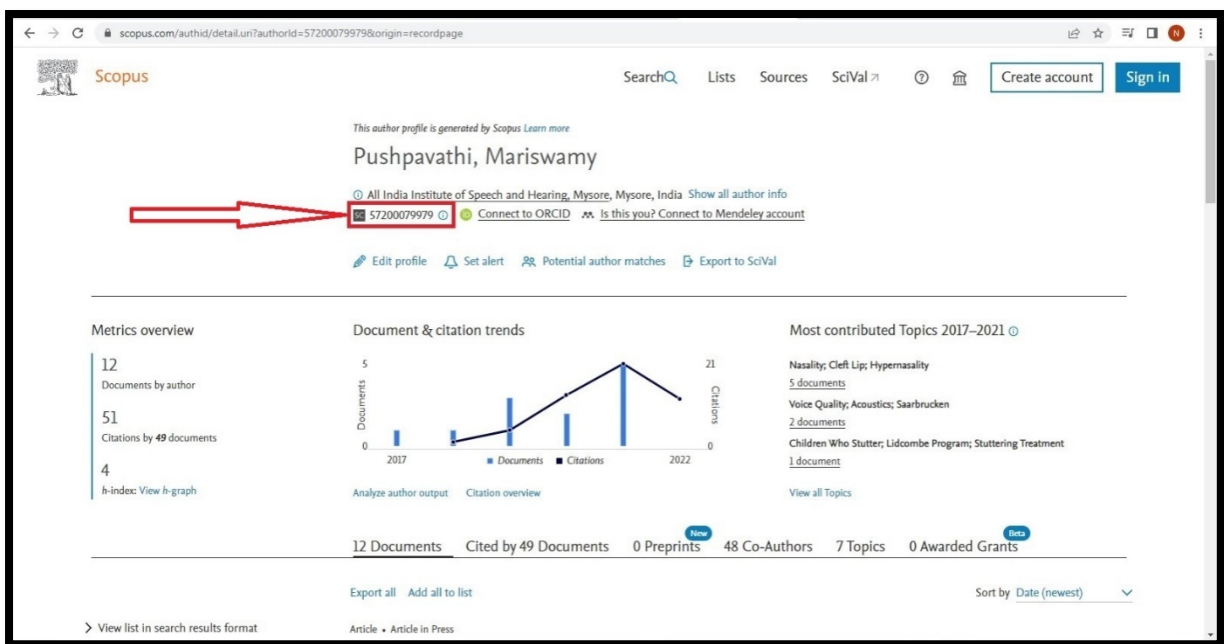 scopus.com/authid/detail.uri?authorId=57200079979&origin=recordpage
N
Scopus
Search Lists Sources SciVal Create account Sign in
This author profile is generated by Scopus Learn more
Pushpavathi, Mariswamy
All India Institute of Speech and Hearing, Mysore, Mysore, India Show all author info
SC 57200079979 iD Connect to ORCID Is this you? Connect to Mendeley account
Edit profile Set alert Potential author matches Export to SciVal
Metrics overview
12
Documents by author
51
Citations by 49 documents
4
h-index: View h-graph
Document & citation trends
5 21
Documents
Citations
0 0
2017 Documents Citations 2022
Analyze author output Citation overview
Most contributed Topics 2017–2021
Nasality; Cleft Lip; Hypernasality
5 documents
Voice Quality; Acoustics; Saarbrucken
2 documents
Children Who Stutter; Lidcombe Program; Stuttering Treatment
1 document
View all Topics
New Beta
12 Documents Cited by 49 Documents 0 Preprints 48 Co-Authors 7 Topics 0 Awarded Grants
Export all Add all to list Sort by Date (newest)
View list in search results format Article • Article in Press